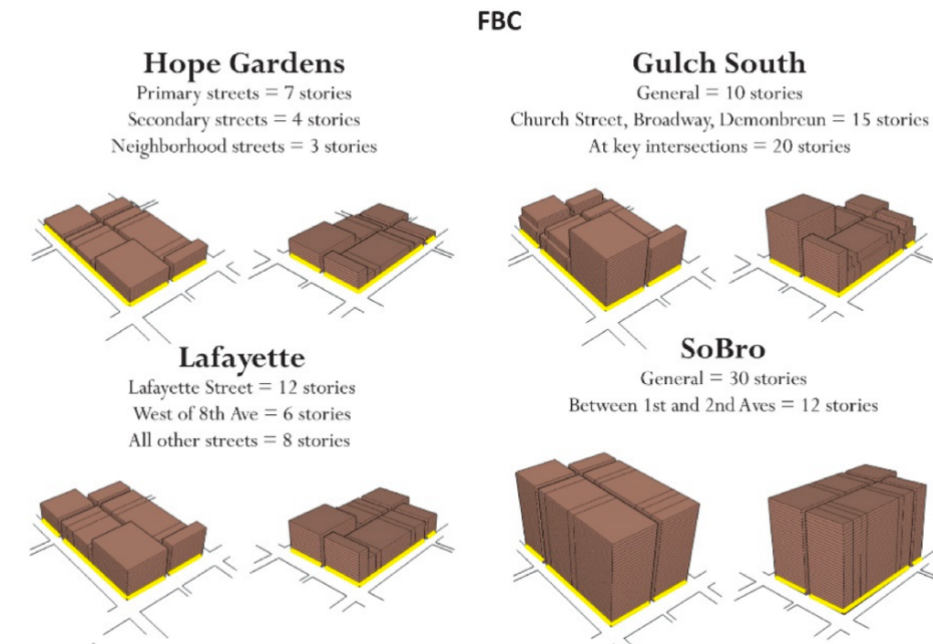 FBC
Hope Gardens
Primary streets = 7 stories
Secondary streets = 4 stories
Neighborhood streets = 3 stories
Gulch South
General = 10 stories
Church Street, Broadway, Demonbreun = 15 stories
At key intersections = 20 stories
Lafayette
Lafayette Street = 12 stories
West of 8th Ave = 6 stories
All other streets = 8 stories
SoBro
General = 30 stories
Between 1st and 2nd Aves = 12 stories